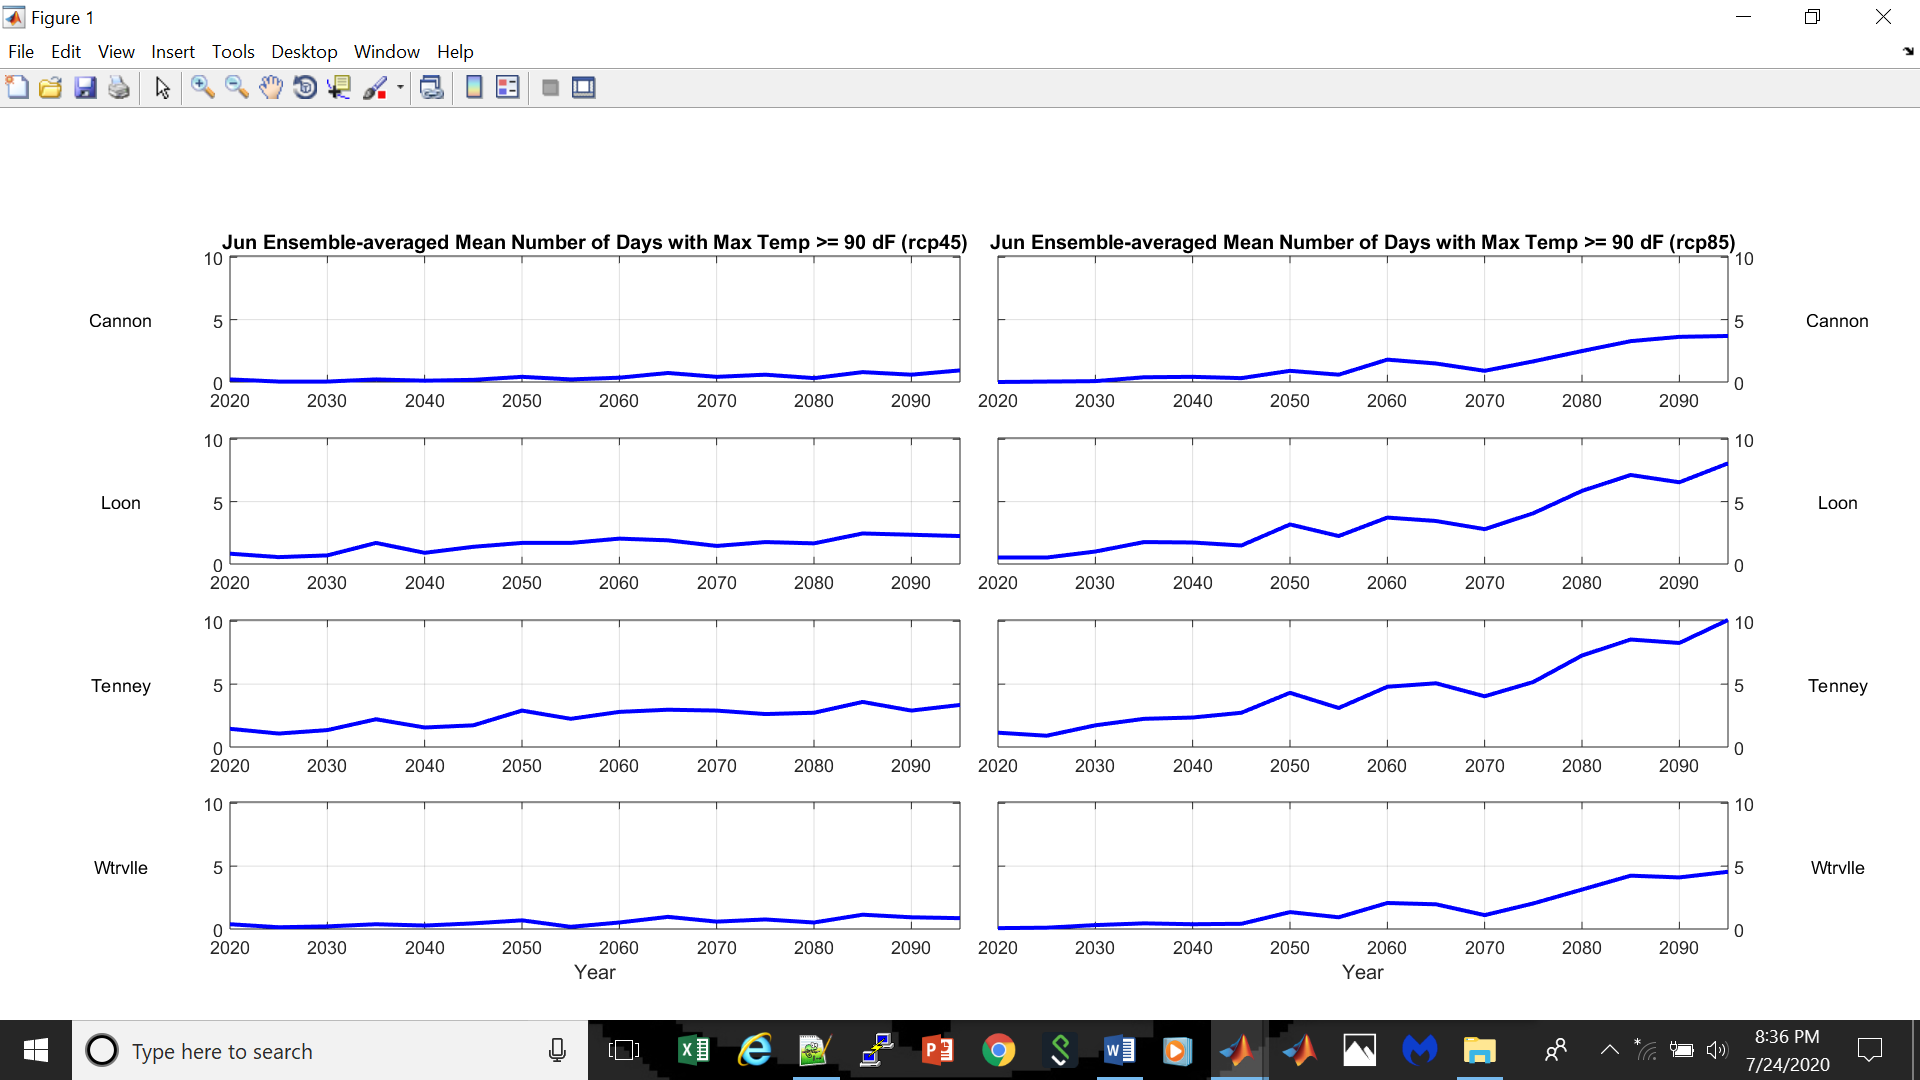 Figure 1
File Edit View Insert Tools Desktop Window Help
Jun Ensemble-averaged Mean Number of Days with Max Temp >= 90 dF (rcp45)
Jun Ensemble-averaged Mean Number of Days with Max Temp >= 90 dF (rcp85)
10 10
Cannon 5 5 Cannon
0 0
2020 2030 2040 2050 2060 2070 2080 2090 2020 2030 2040 2050 2060 2070 2080 2090
10 10
Loon 5 5 Loon
0 0
2020 2030 2040 2050 2060 2070 2080 2090 2020 2030 2040 2050 2060 2070 2080 2090
10 10
Tenney 5 5 Tenney
0 0
2020 2030 2040 2050 2060 2070 2080 2090 2020 2030 2040 2050 2060 2070 2080 2090
10 10
Wtrvlle 5 5 Wtrvlle
0 0
2020 2030 2040 2050 2060 2070 2080 2090 2020 2030 2040 2050 2060 2070 2080 2090
Year Year
Type here to search
8:36 PM
7/24/2020